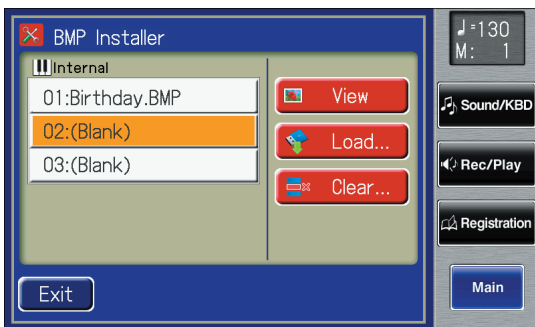 BMP Installer
Internal
01:Birthday.BMP
02:(Blank)
03:(Blank)
View
Load...
Clear...
Exit
♩=130
M: 1
Sound/KBD
Rec/Play
Registration
Main